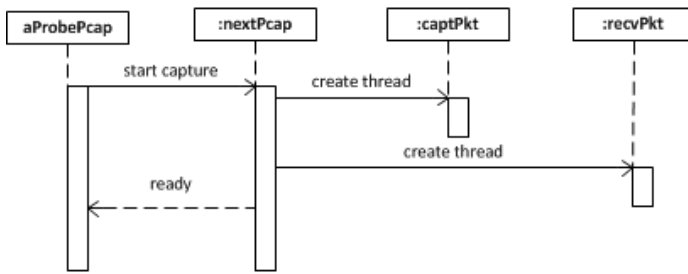 aProbePcap
:nextPcap
:captPkt
:recvPkt
start capture
create thread
create thread
ready